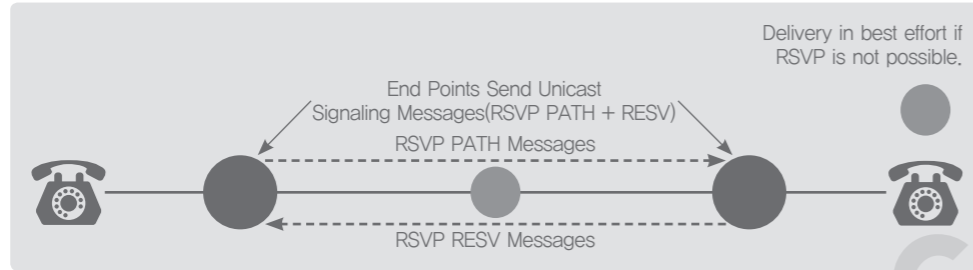 Delivery in best effort if
RSVP is not possible.
End Points Send Unicast
Signaling Messages(RSVP PATH + RESV)
RSVP PATH Messages
RSVP RESV Messages